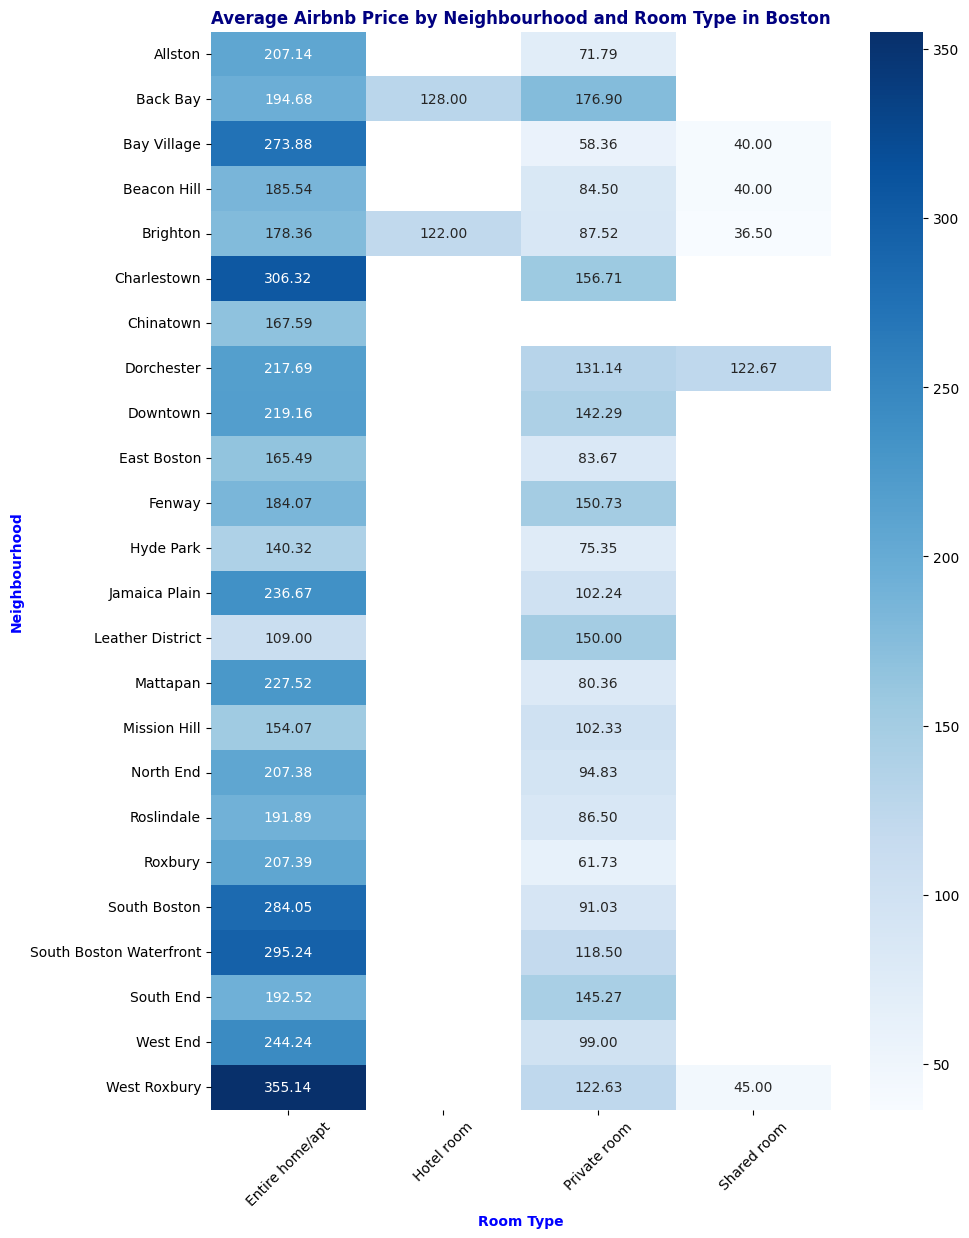 Average Airbnb Price by Neighbourhood and Room Type in Boston
Allston 207.14 71.79
Back Bay 194.68 128.00 176.90
Bay Village 273.88 58.36 40.00
Beacon Hill 185.54 84.50 40.00
Brighton 178.36 122.00 87.52 36.50
Charlestown 306.32 156.71
Chinatown 167.59
Dorchester 217.69 131.14 122.67
Downtown 219.16 142.29
East Boston 165.49 83.67
Fenway 184.07 150.73
Hyde Park 140.32 75.35
Jamaica Plain 236.67 102.24
Leather District 109.00 150.00
Mattapan 227.52 80.36
Mission Hill 154.07 102.33
North End 207.38 94.83
Roslindale 191.89 86.50
Roxbury 207.39 61.73
South Boston 284.05 91.03
South Boston Waterfront 295.24 118.50
South End 192.52 145.27
West End 244.24 99.00
West Roxbury 355.14 122.63 45.00
Neighbourhood
Entire home/apt Hotel room Private room Shared room
Room Type
350
300
250
200
150
100
50